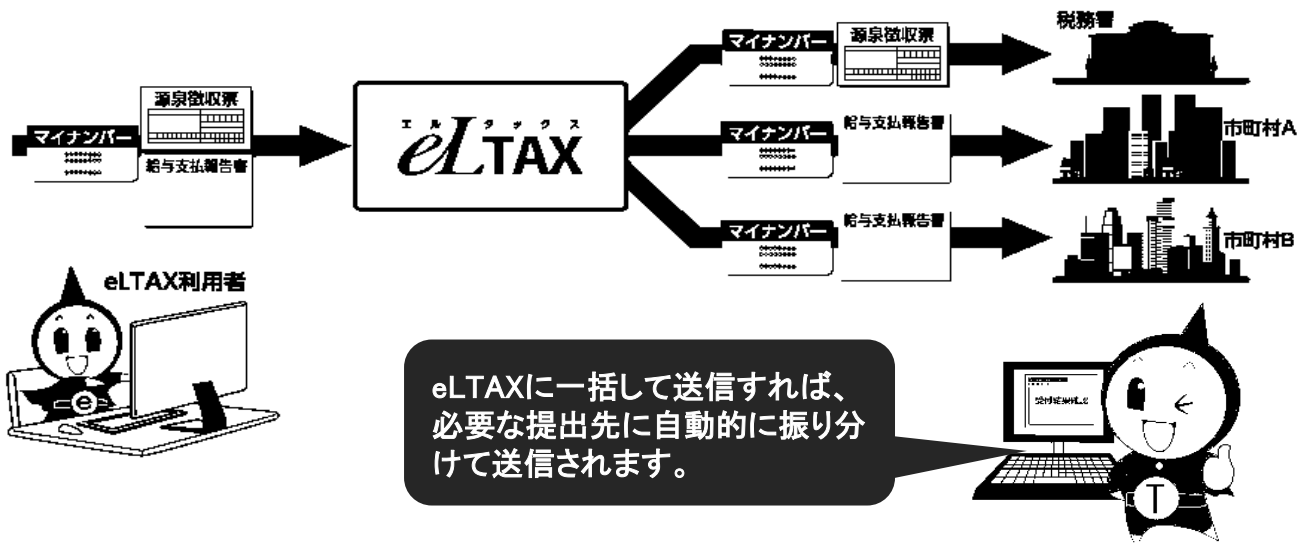 マイナンバー
源泉徴収票
給与支払報告書
エルタックス
eLTAX
マイナンバー
源泉徴収票
税務署
マイナンバー
給与支払報告書
市町村A
マイナンバー
給与支払報告書
市町村B
eLTAX利用者
e
eLTAXに一括して送信すれば、
必要な提出先に自動的に振り分
けて送信されます。
T